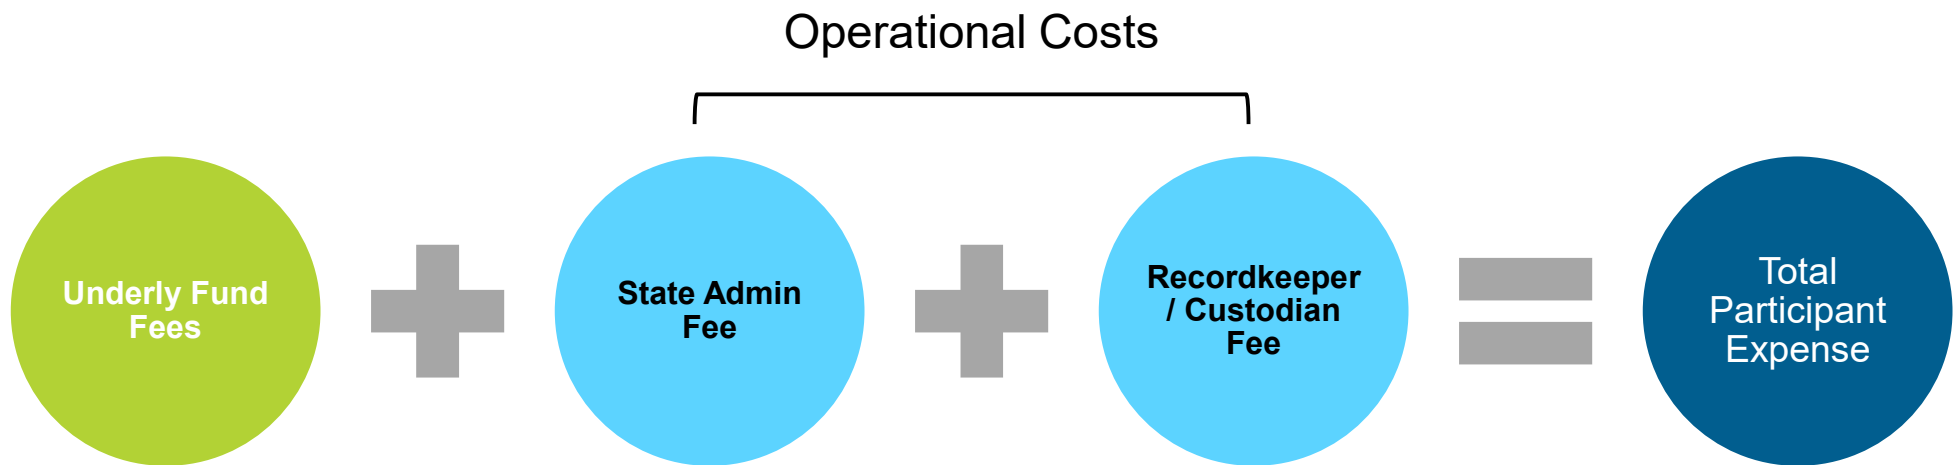 Operational Costs
Underly Fund
Fees
State Admin
Fee
Recordkeeper
/ Custodian
Fee
Total
Participant
Expense